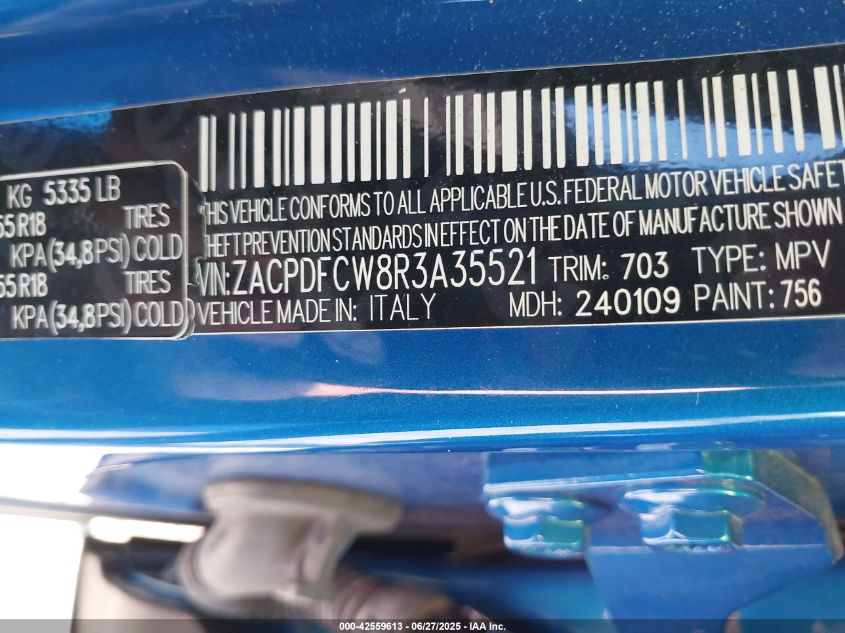 KG 5335 LB
55R18 TIRES
KPA(34,8PSI) COLD
55R18 TIRES
KPA(34,8PSI) COLD
THIS VEHICLE CONFORMS TO ALL APPLICABLE U.S. FEDERAL MOTOR VEHICLE SAFET
THEFT PREVENTION STANDARDS IN EFFECT ON THE DATE OF MANUFACTURE SHOWN
VIN: ZACPDFCW8R3A35521 TRIM: 703 TYPE: MPV
VEHICLE MADE IN: ITALY MDH: 240109 PAINT: 756
000-42559613 / 06/27/2025 / IAA Inc.